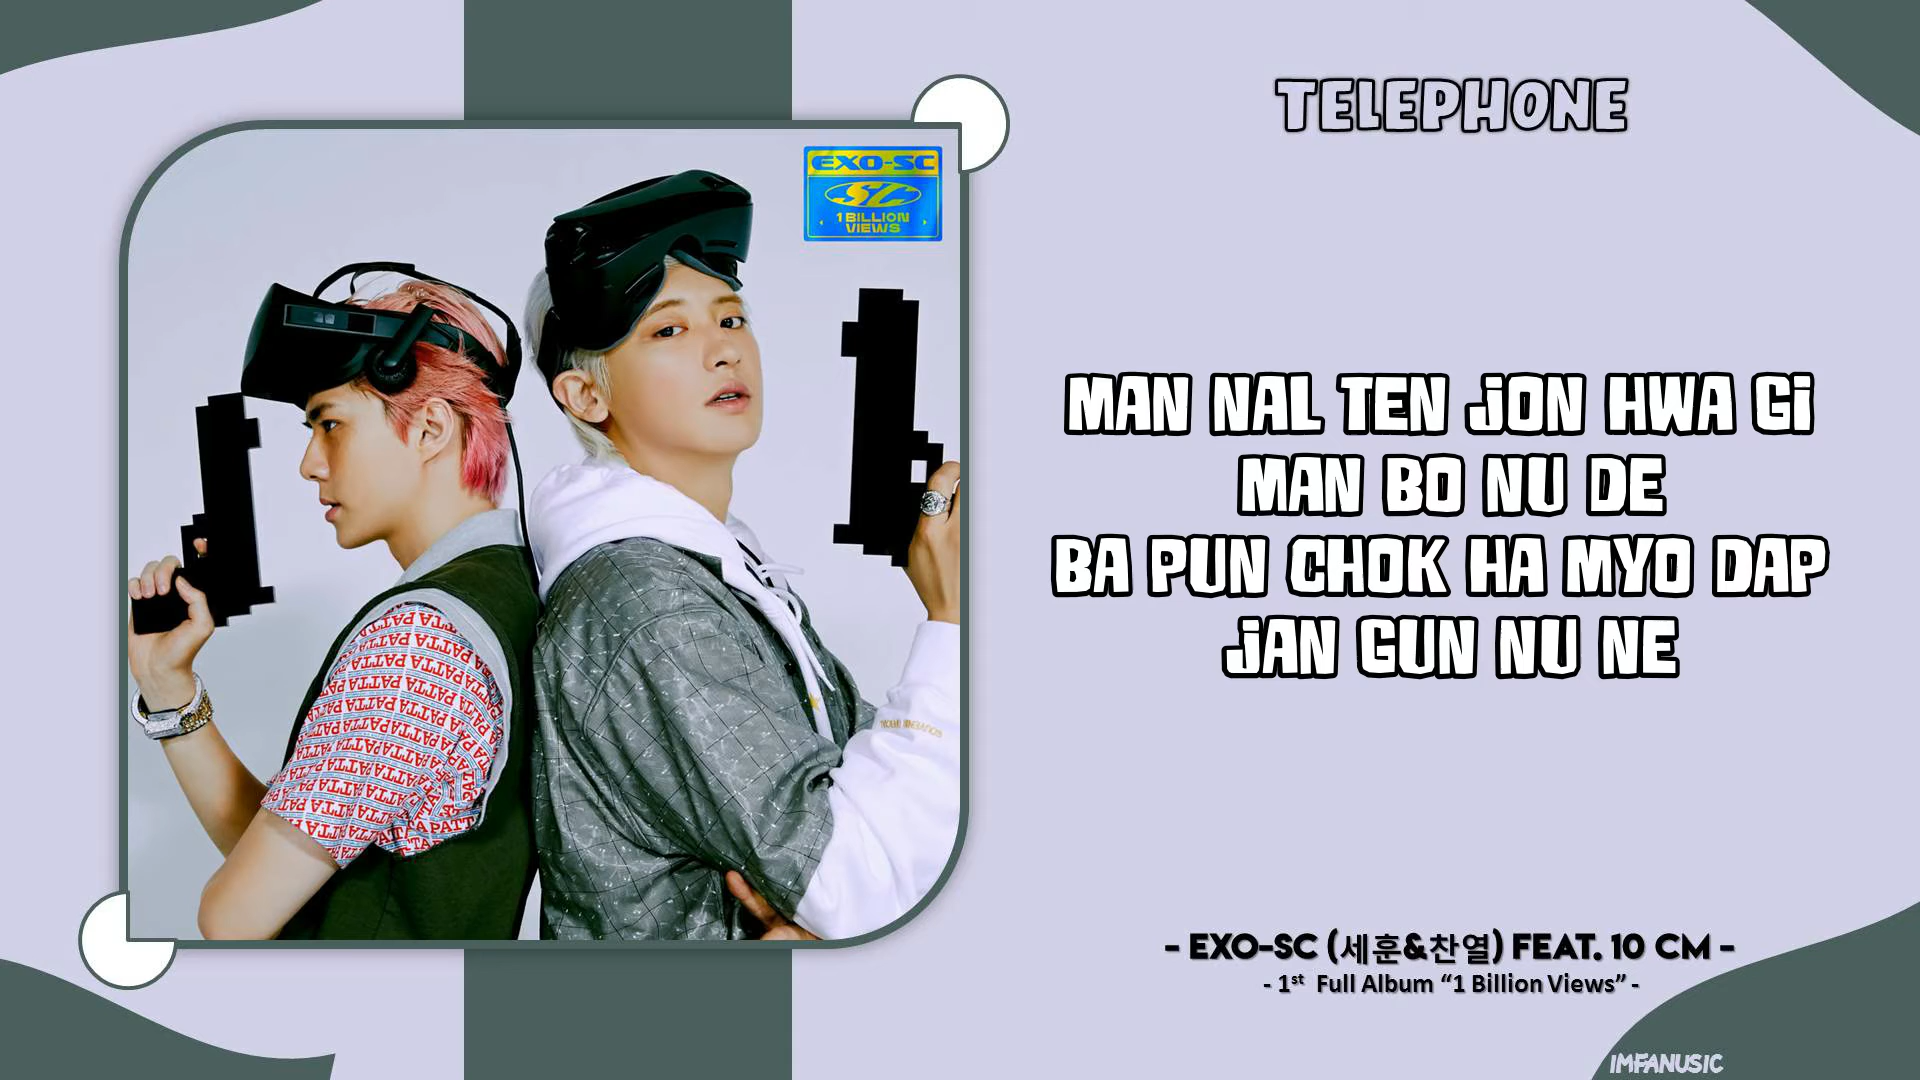 TELEPHONE
EXO-SC
SC
1 BILLION
VIEWS
MAN NAL TEN JON HWA GI
MAN BO NU DE
BA PUN CHOK HA MYO DAP
JAN GUN NU NE
- EXO-SC (세훈&찬열) FEAT. 10 CM -
- 1st Full Album “1 Billion Views” -
IMFANUSIC